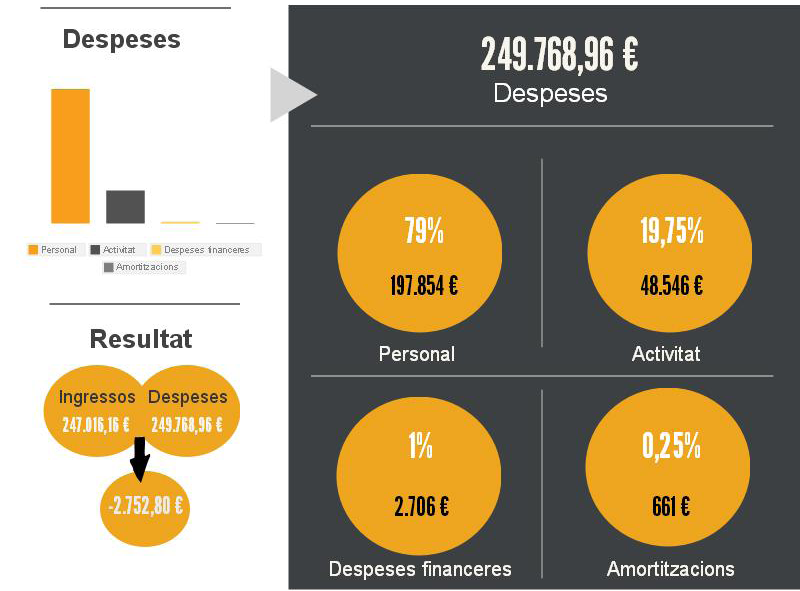 Despeses
Personal
Activitat
Despeses financeres
Amortitzacions
Resultat
Ingressos
Despeses
247.016,16 €
249.768,96 €
-2.752,80 €
249.768,96 €
Despeses
79%
197.854 €
Personal
19,75%
48.546 €
Activitat
1%
2.706 €
Despeses financeres
0,25%
661 €
Amortitzacions